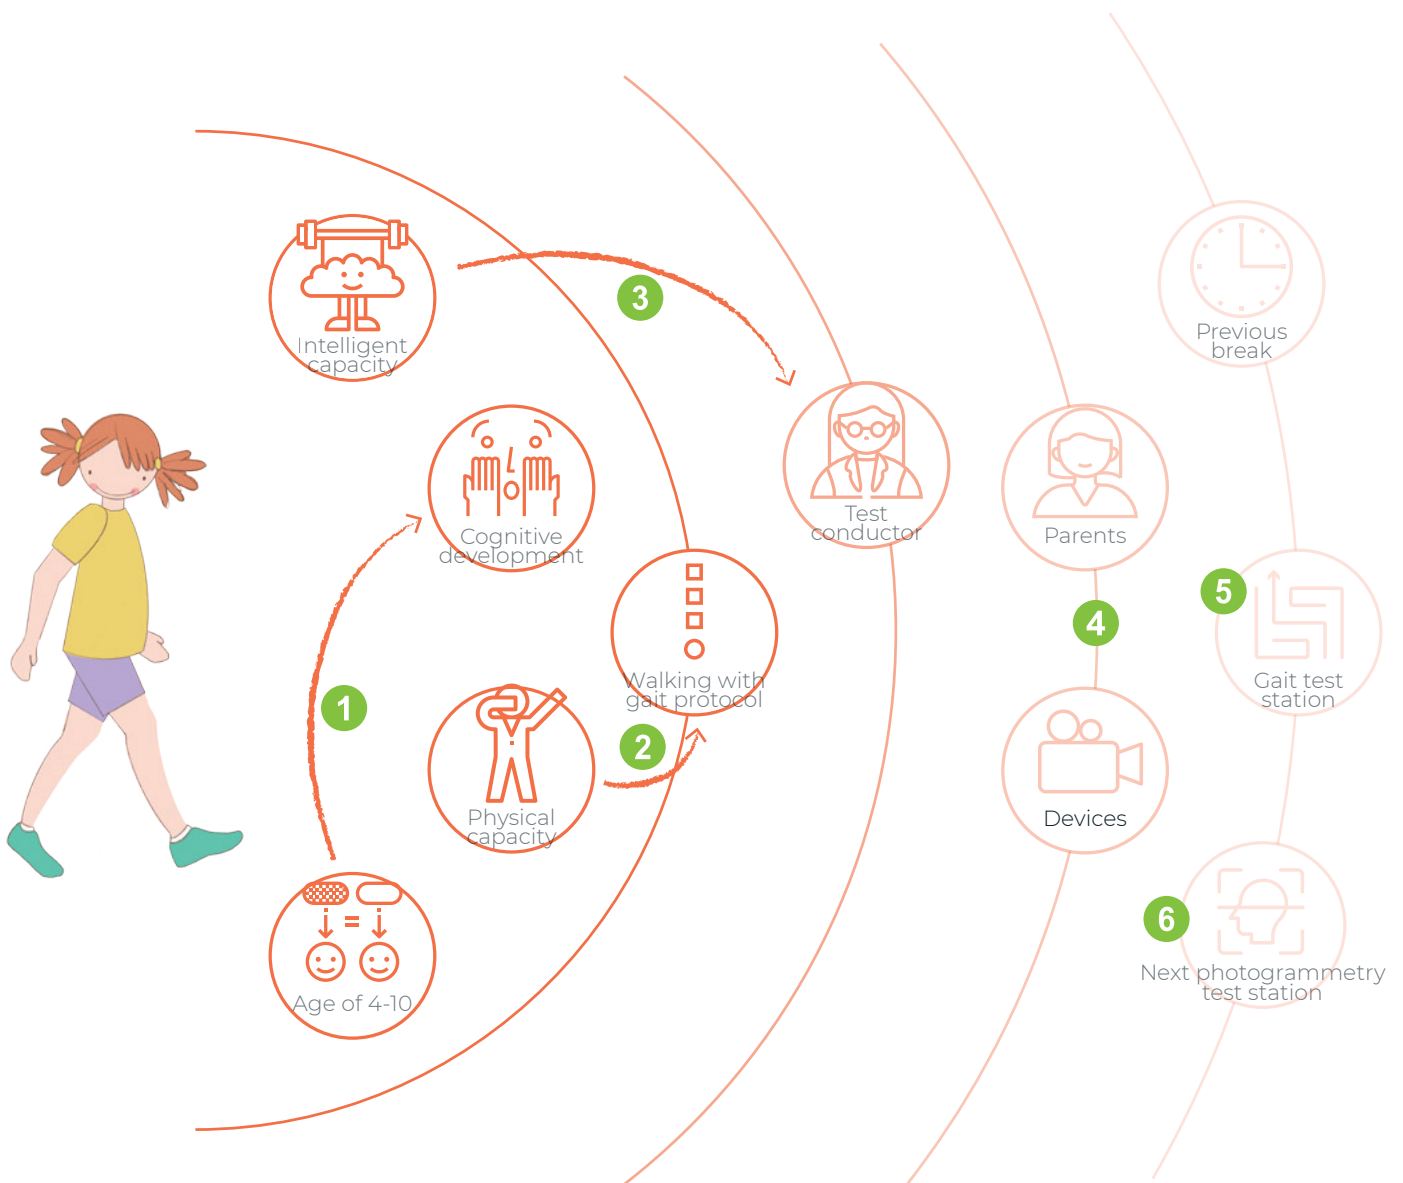 Intelligent
capacity
3
Previous
break
Cognitive
development
Test
conductor
Parents
1
Walking with
gait protocol
4
5
Gait test
station
2
Physical
capacity
Devices
Age of 4-10
6
Next photogrammetry
test station